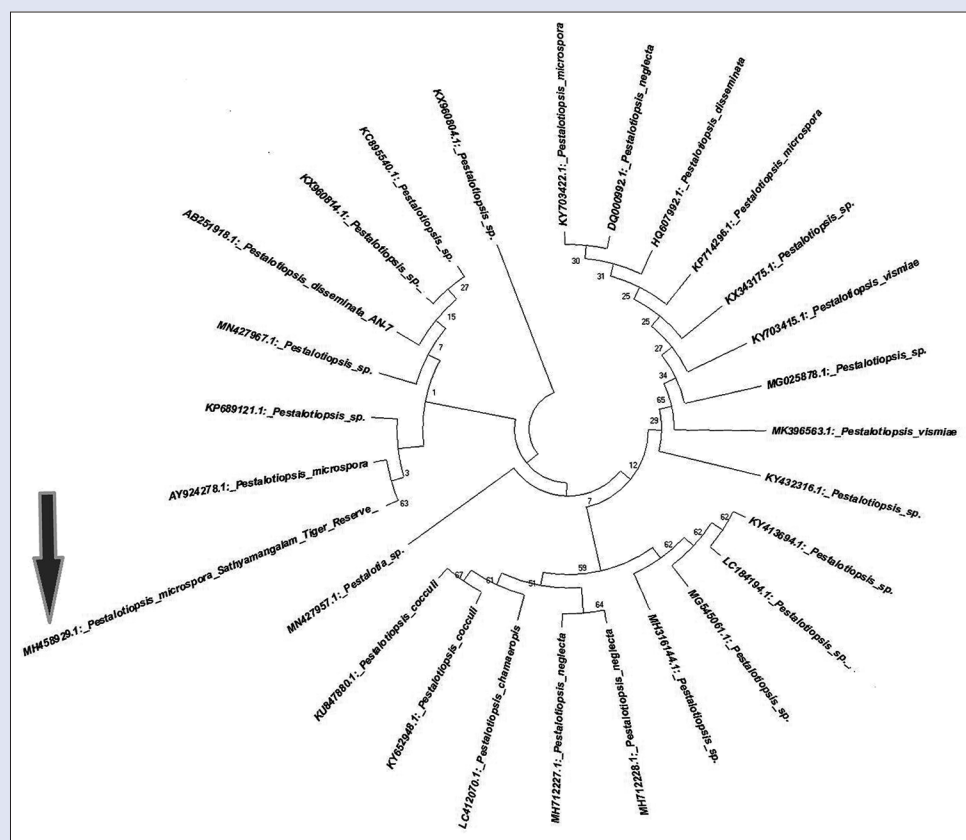 KX960804.1:_Pestalotiopsis_sp.
KY703422.1:_Pestalotiopsis_microspora
DQ000992.1:_Pestalotiopsis_neglecta
HQ607992.1:_Pestalotiopsis_disseminata
KP714296.1:_Pestalotiopsis_microspora
KX343175.1:_Pestalotiopsis_sp.
KY703415.1:_Pestalotiopsis_vismiae
MG025878.1:_Pestalotiopsis_sp.
MK396563.1:_Pestalotiopsis_vismiae
KY432316.1:_Pestalotiopsis_sp.
KY413694.1:_Pestalotiopsis_sp.
LC184194.1:_Pestalotiopsis_sp._
MG545061.1:_Pestalotiopsis_sp.
MH316144.1:_Pestalotiopsis_sp.
MH712228.1:_Pestalotiopsis_neglecta
MH712227.1:_Pestalotiopsis_neglecta
LC412070.1:_Pestalotiopsis_chamaeropis
KY652948.1:_Pestalotiopsis_cocculi
KU847880.1:_Pestalotiopsis_cocculi
MN427957.1:_Pestalotia_sp.
MH458929.1:_Pestalotiopsis_microspora_Sathyamangalam_Tiger_Reserve_
AY924278.1:_Pestalotiopsis_microspora
KP689121.1:_Pestalotiopsis_sp.
MN427967.1:_Pestalotiopsis_sp.
AB251918.1:_Pestalotiopsis_disseminata_AN-7
KX960814.1:_Pestalotiopsis_sp._
KC895540.1:_Pestalotiopsis_sp.
30
31
25
25
27
34
65
29
12
7
62
62
62
59
64
51
61
67
63
3
1
7
15
27